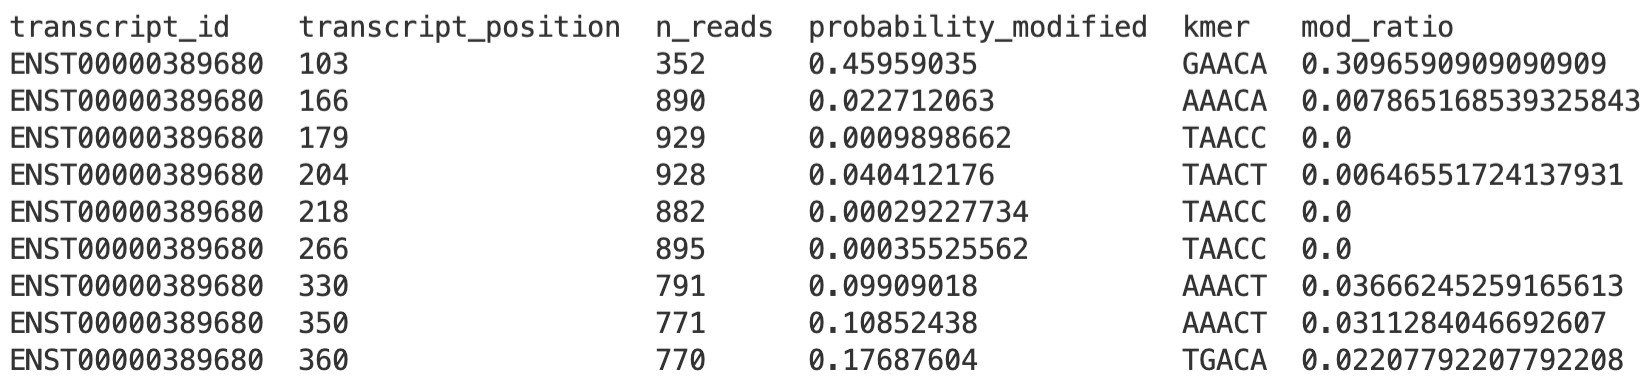 transcript_id transcript_position n_reads probability_modified kmer mod_ratio
ENST00000389680 103 352 0.45959035 GAACA 0.3096590909090909
ENST00000389680 166 890 0.022712063 AAACA 0.007865168539325843
ENST00000389680 179 929 0.0009898662 TAACC 0.0
ENST00000389680 204 928 0.040412176 TAACT 0.00646551724137931
ENST00000389680 218 882 0.00029227734 TAACC 0.0
ENST00000389680 266 895 0.00035525562 TAACC 0.0
ENST00000389680 330 791 0.09909018 AAACT 0.03666245259165613
ENST00000389680 350 771 0.10852438 AAACT 0.0311284046692607
ENST00000389680 360 770 0.17687604 TGACA 0.02207792207792208